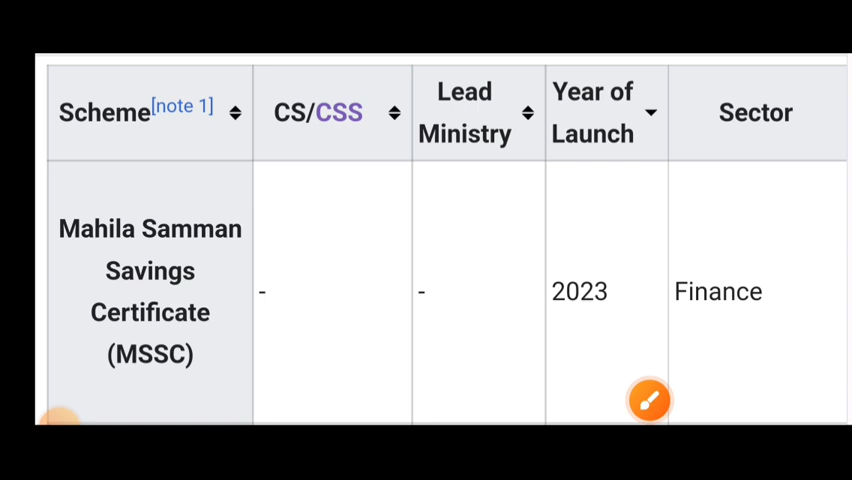 Scheme[note 1]
CS/CSS
Lead
Ministry
Year of
Launch
Sector
Mahila Samman
Savings
Certificate
(MSSC)
-
-
2023
Finance